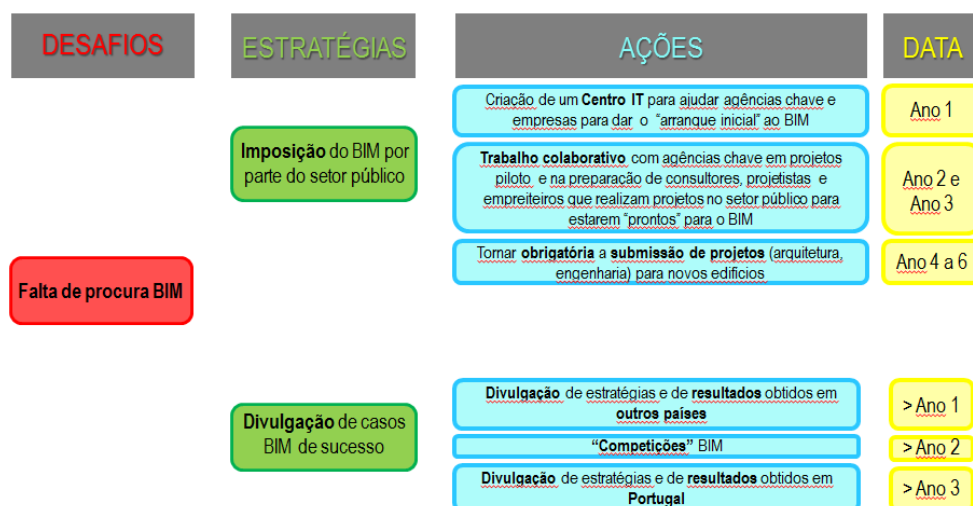 DESAFIOS
ESTRATÉGIAS
AÇÕES
DATA
Falta de procura BIM
Imposição do BIM por
parte do setor público
Criação de um Centro IT para ajudar agências chave e
empresas para dar o “arranque inicial” ao BIM
Ano 1
Trabalho colaborativo com agências chave em projetos
piloto e na preparação de consultores, projetistas e
empreiteiros que realizam projetos no setor público para
estarem “prontos” para o BIM
Ano 2 e
Ano 3
Tornar obrigatória a submissão de projetos (arquitetura,
engenharia) para novos edifícios
Ano 4 a 6
Divulgação de casos
BIM de sucesso
Divulgação de estratégias e de resultados obtidos em
outros países
> Ano 1
“Competições” BIM
> Ano 2
Divulgação de estratégias e de resultados obtidos em
Portugal
> Ano 3